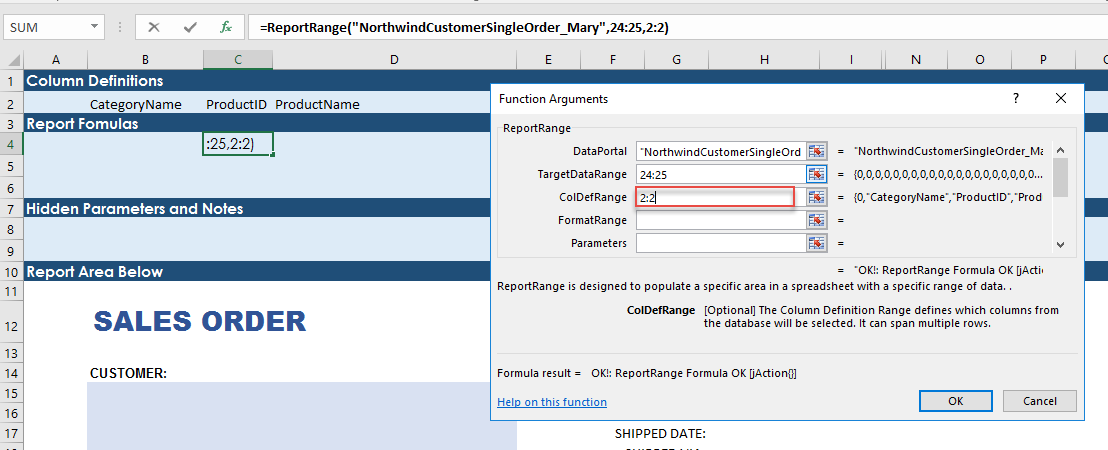 SUM =ReportRange("NorthwindCustomerSingleOrder_Mary",24:25,2:2)
A B C D E F G H I N O P
1 Column Definitions
2 CategoryName ProductID ProductName
3 Report Fomulas
4 :25,2:2)
5
6
7 Hidden Parameters and Notes
8
9
10 Report Area Below
11
12 SALES ORDER
13
14 CUSTOMER:
15
16
17 SHIPPED DATE:
Function Arguments ?
ReportRange
DataPortal "NorthwindCustomerSingleOrd = "NorthwindCustomerSingleOrder_Ma
TargetDataRange 24:25 = {0,0,0,0,0,0,0,0,0,0,0,0,0,0,0,0,0,0,0,0,0...
ColDefRange 2:2 = {0,"CategoryName","ProductID","Prod
FormatRange =
Parameters =
= "OK!: ReportRange Formula OK [jActio
ReportRange is designed to populate a specific area in a spreadsheet with a specific range of data. .
ColDefRange [Optional] The Column Definition Range defines which columns from
the database will be selected. It can span multiple rows.
Formula result = OK!: ReportRange Formula OK [jAction{}]
Help on this function
OK Cancel